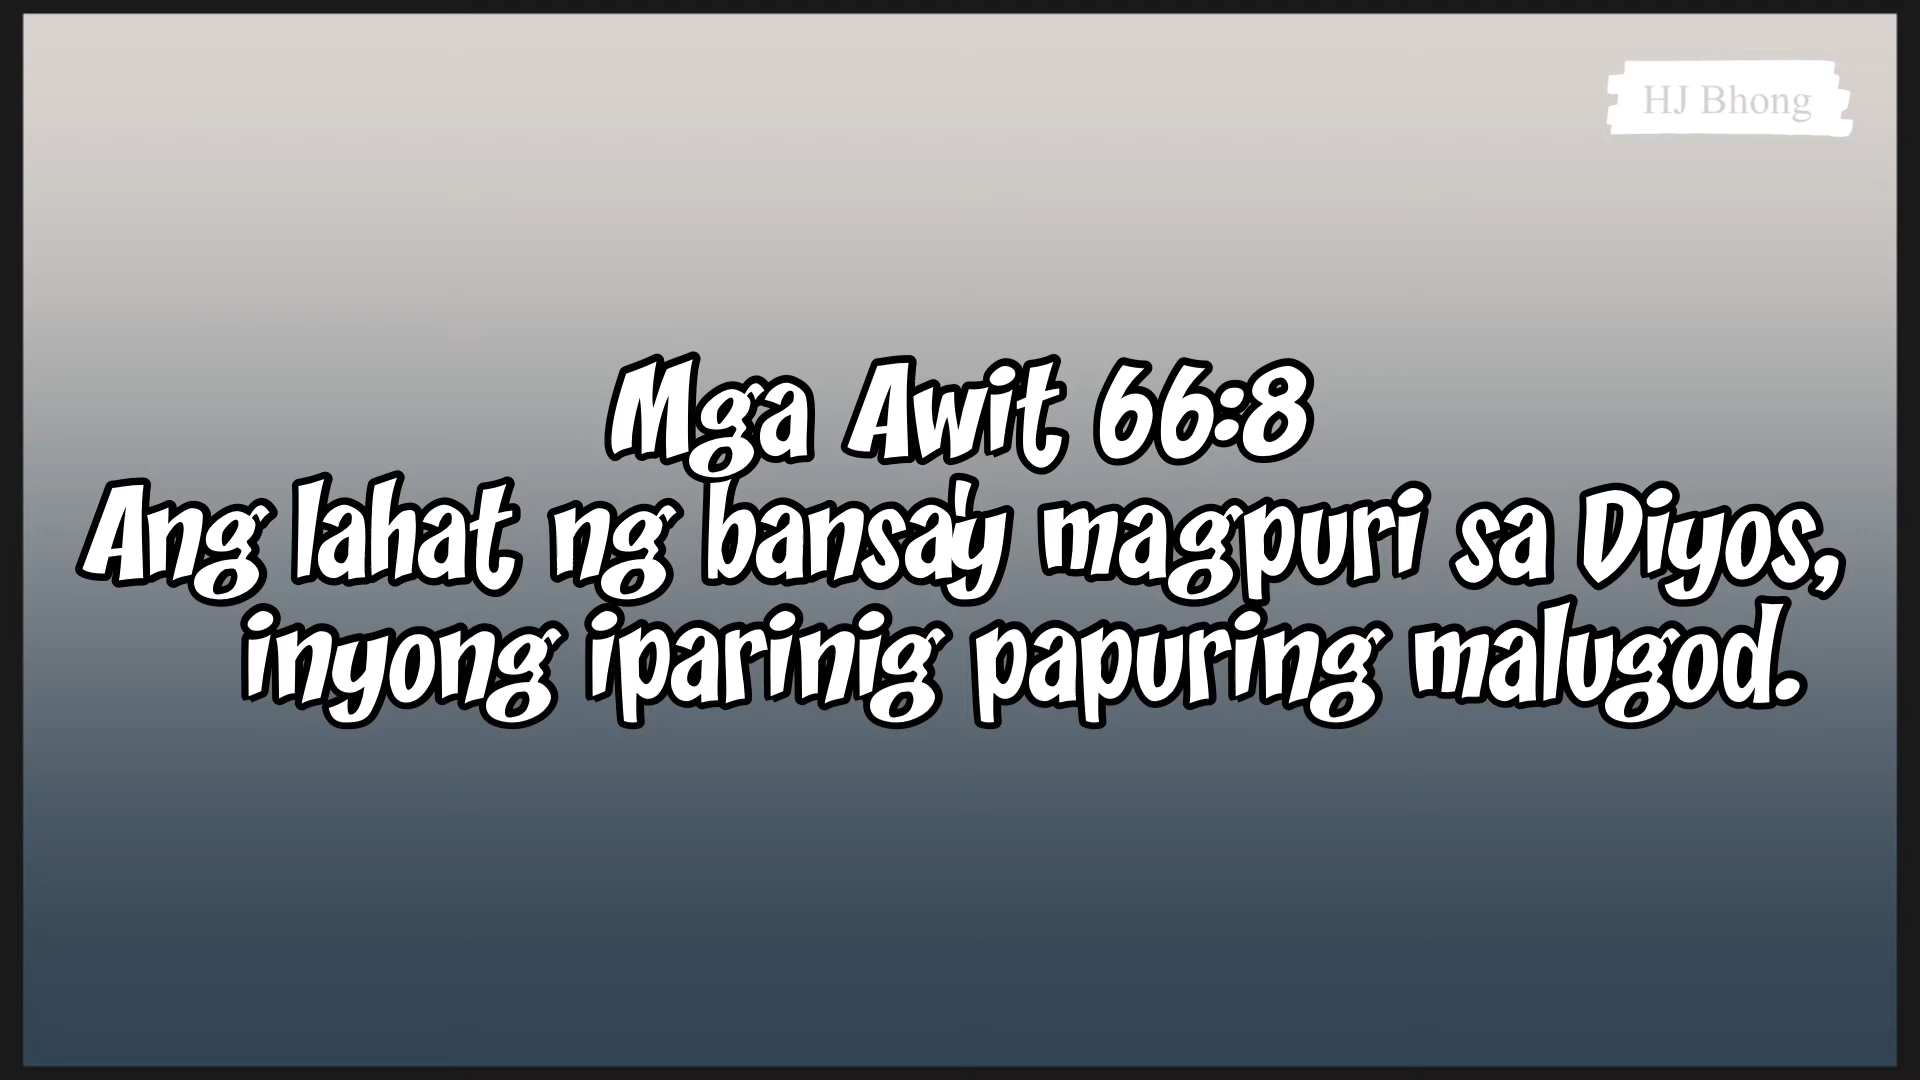 HJ Bhong
Mga Awit 66:8
Ang lahat ng bansa'y magpuri sa Diyos,
inyong iparinig papuring malugod.